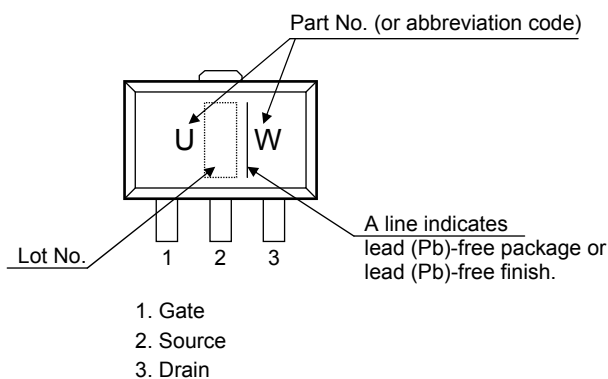 Part No. (or abbreviation code)
U W
Lot No.
1 2 3
A line indicates
lead (Pb)-free package or
lead (Pb)-free finish.
1. Gate
2. Source
3. Drain